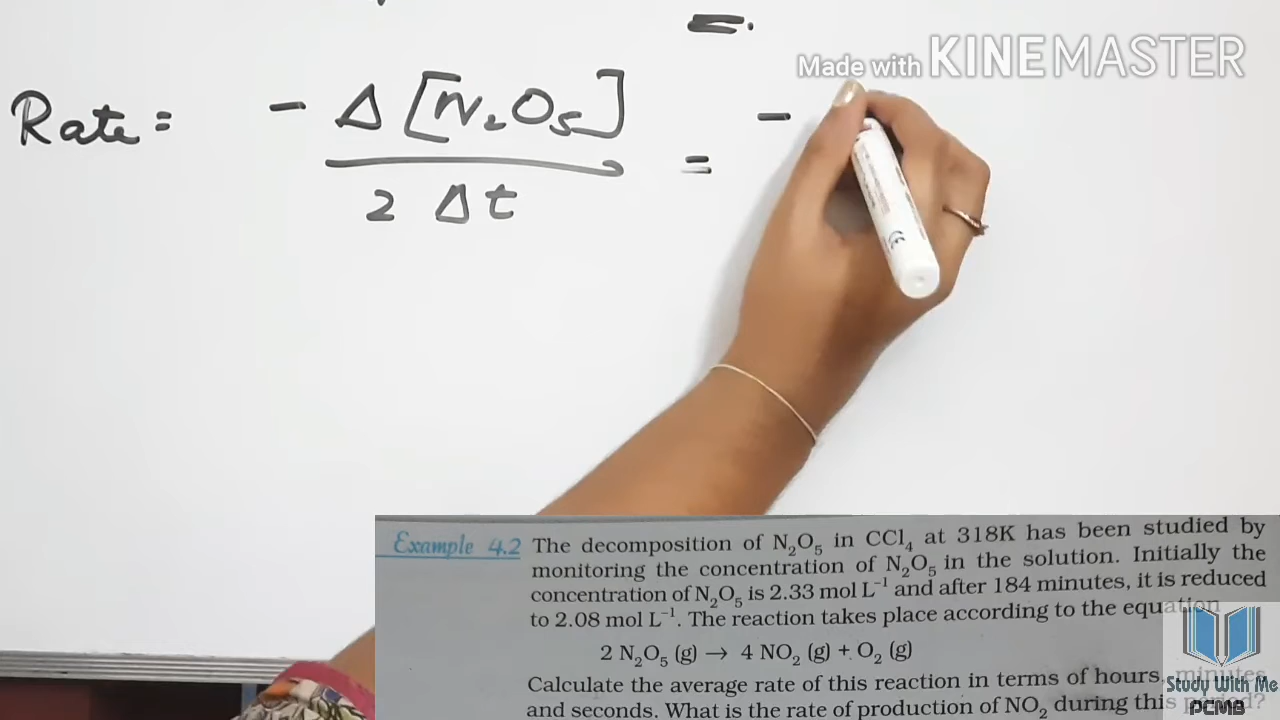 Made with KINEMASTER
Rate = - Δ [N₂O₅] / 2 Δt = -
Example 4.2 The decomposition of N₂O₅ in CCl₄ at 318K has been studied by
monitoring the concentration of N₂O₅ in the solution. Initially the
concentration of N₂O₅ is 2.33 mol L⁻¹ and after 184 minutes, it is reduced
to 2.08 mol L⁻¹. The reaction takes place according to the equation
2 N₂O₅ (g) → 4 NO₂ (g) + O₂ (g)
Calculate the average rate of this reaction in terms of hours, minutes
and seconds. What is the rate of production of NO₂ during this period?
Study With Me
PCMB